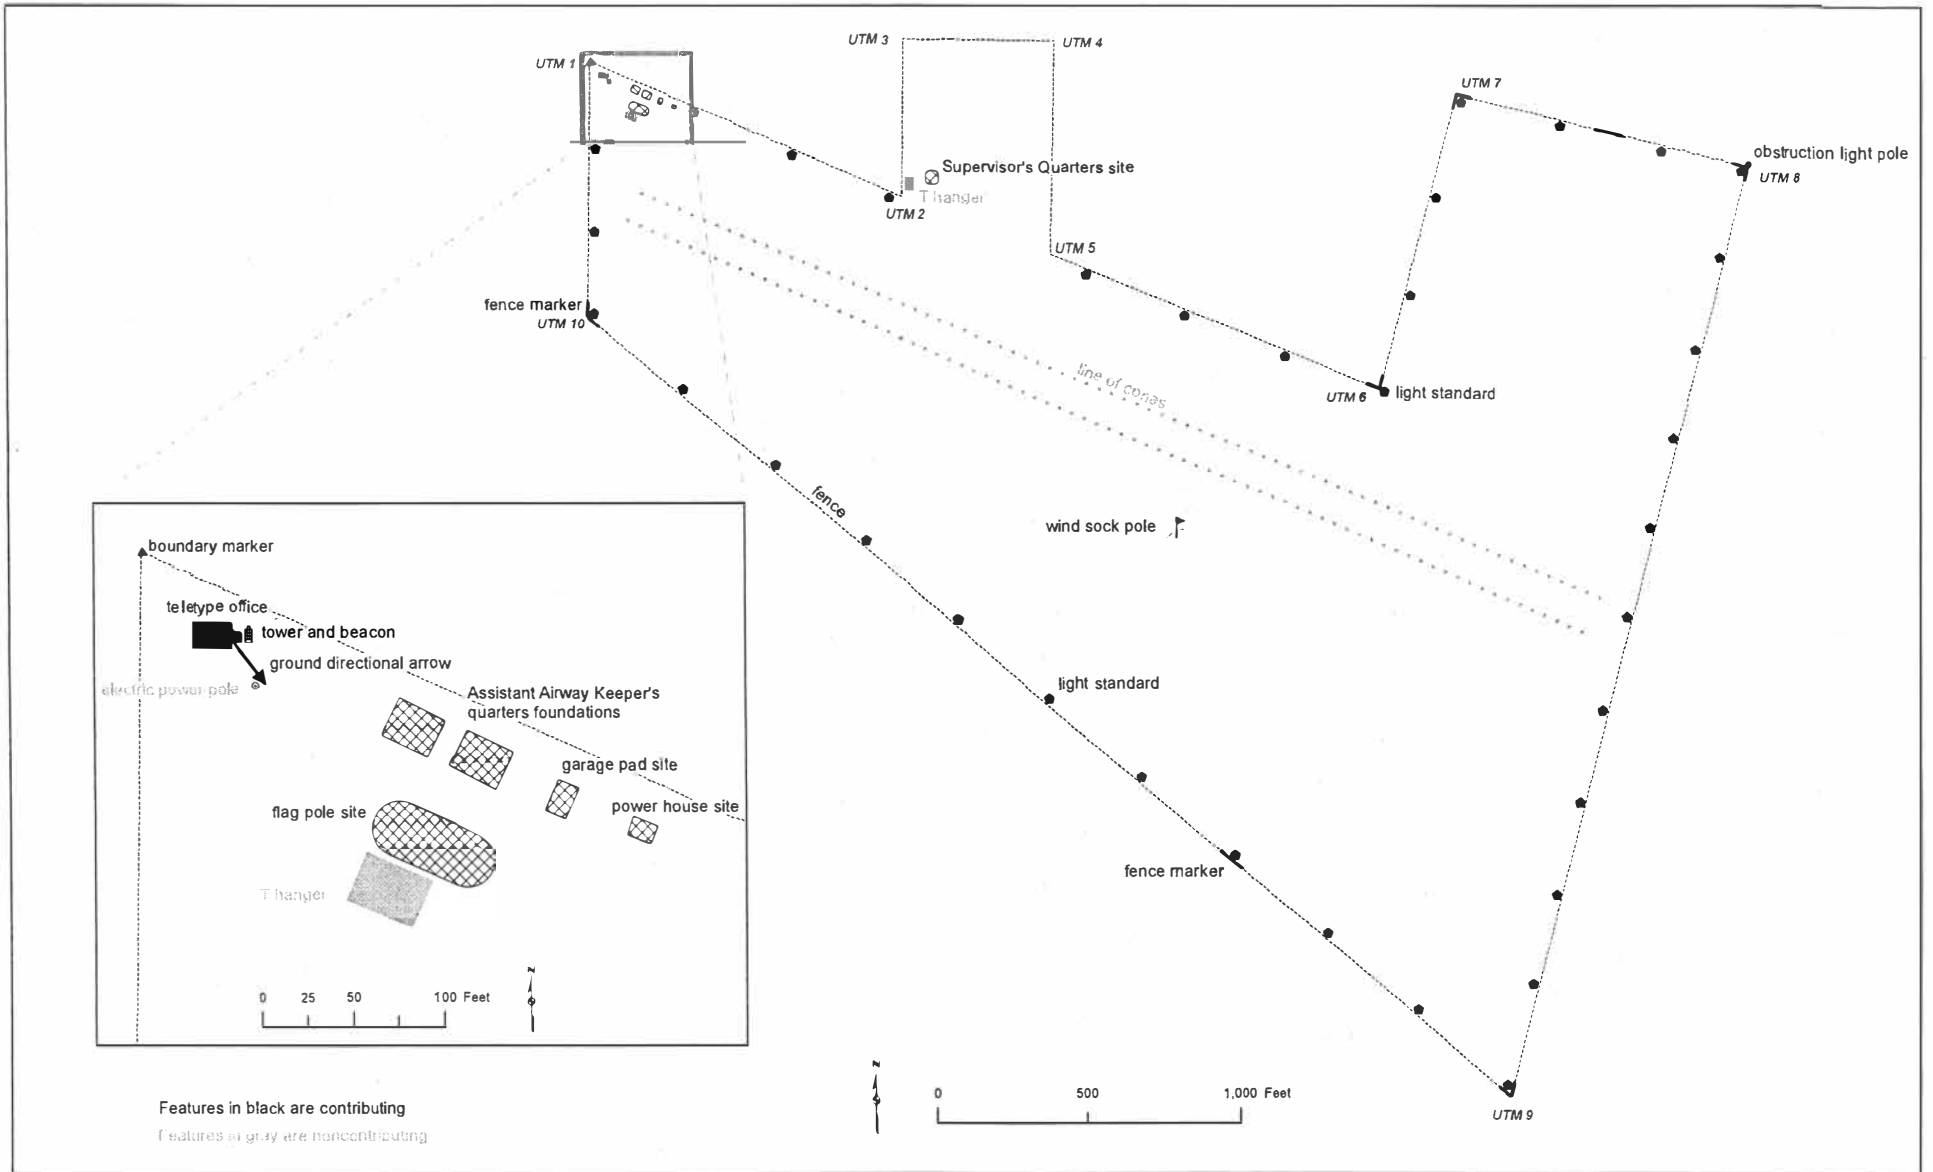 UTM 3
UTM 4
UTM 1
UTM 7
obstruction light pole
UTM 8
Supervisor's Quarters site
T hanger
UTM 2
UTM 5
fence marker
UTM 10
line of cones
UTM 6
light standard
fence
wind sock pole
boundary marker
teletype office
tower and beacon
ground directional arrow
electric power pole
Assistant Airway Keeper's
quarters foundations
garage pad site
power house site
flag pole site
T hanger
light standard
fence marker
0 25 50 100 Feet
N
N
0 500 1,000 Feet
UTM 9
Features in black are contributing
Features in gray are noncontributing